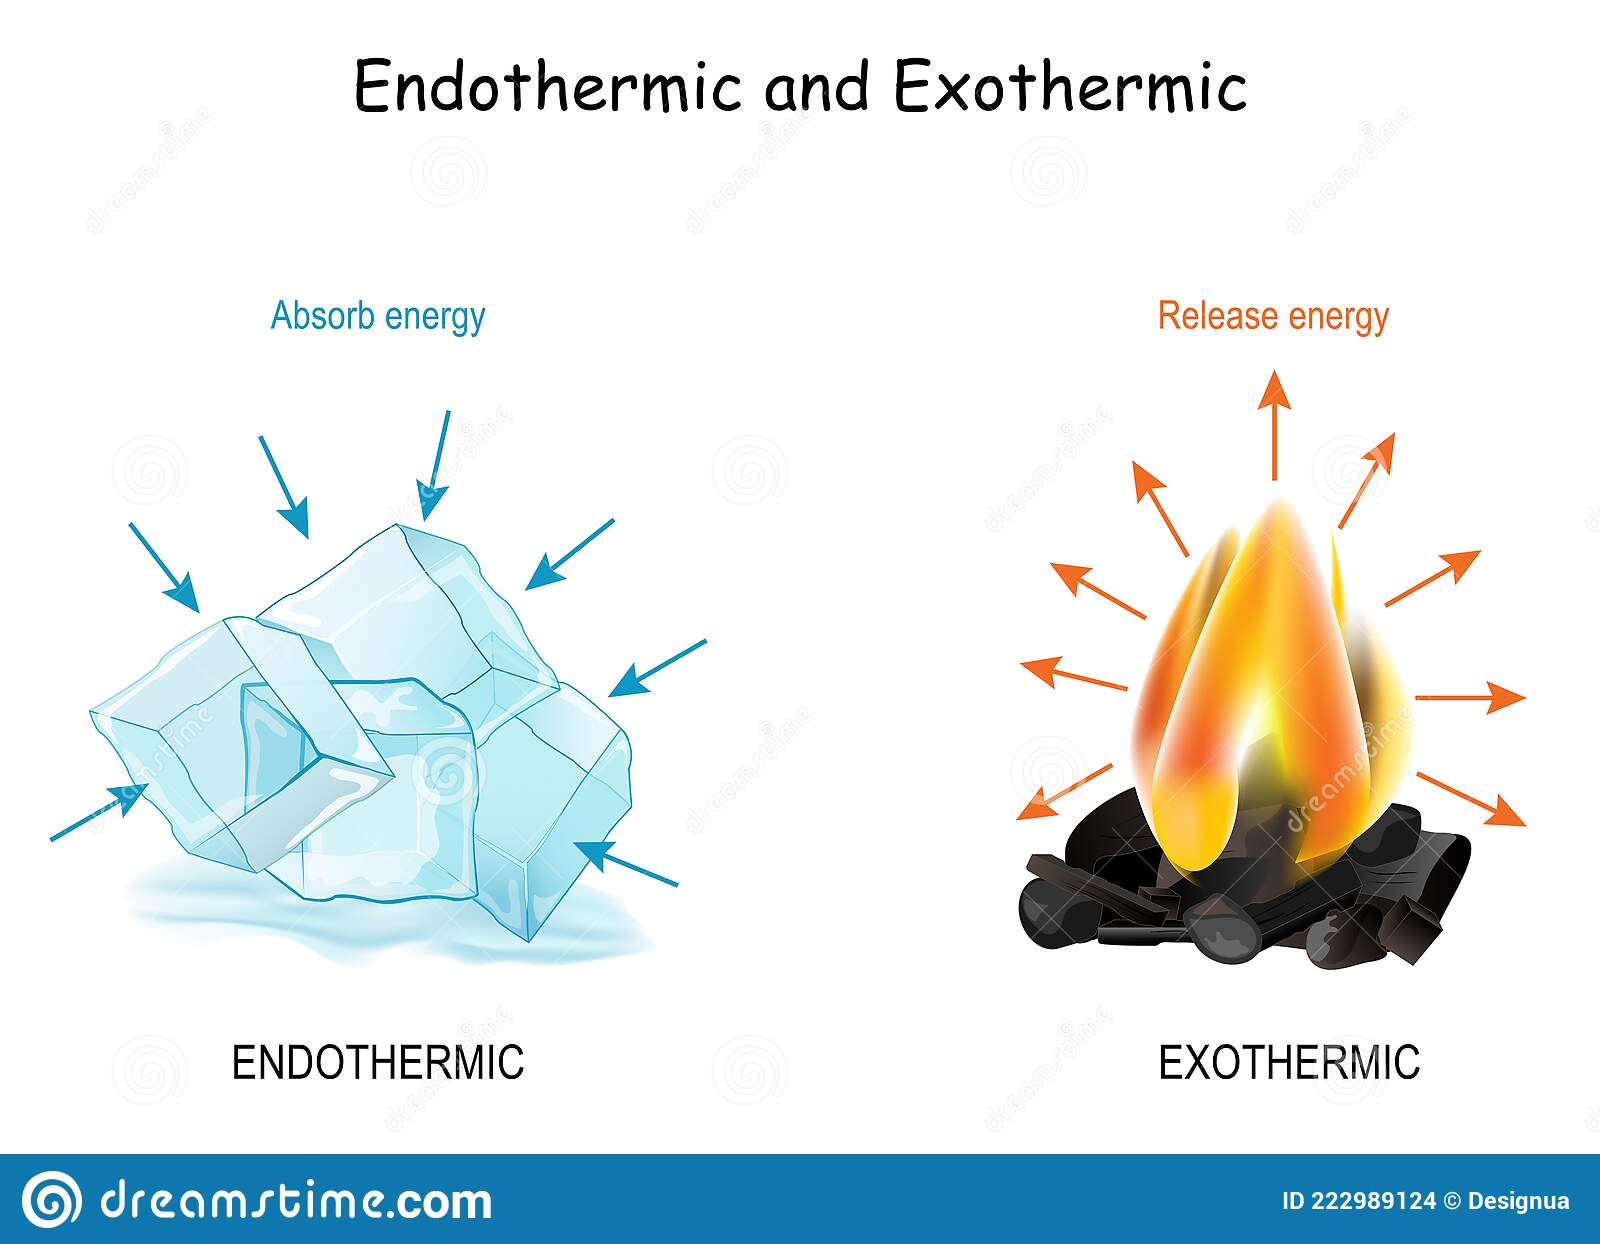 Endothermic and Exothermic
Absorb energy
Release energy
ENDOTHERMIC
EXOTHERMIC
dreamstime.com
ID 222989124 © Designua